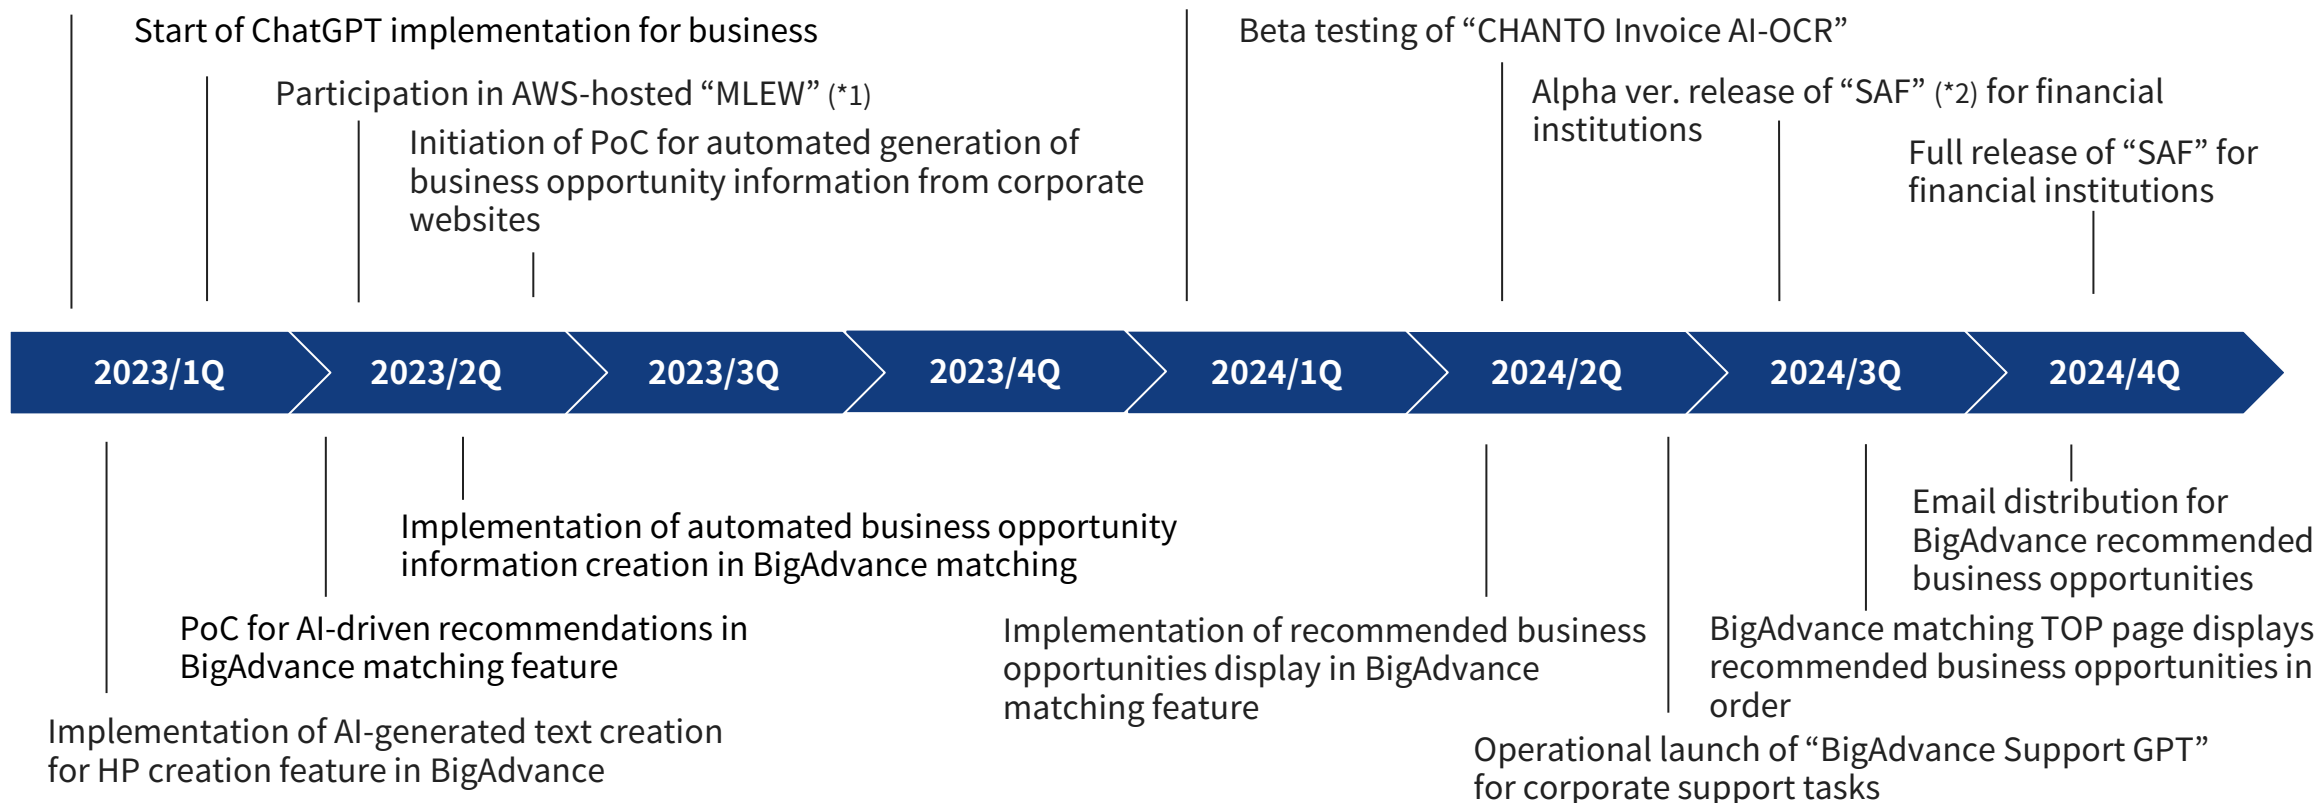 Start of ChatGPT implementation for business
Beta testing of “CHANTO Invoice AI-OCR”
Participation in AWS-hosted “MLEW” (*1)
Alpha ver. release of “SAF” (*2) for financial
institutions
Initiation of PoC for automated generation of
business opportunity information from corporate
websites
Full release of “SAF” for
financial institutions
2023/1Q
2023/2Q
2023/3Q
2023/4Q
2024/1Q
2024/2Q
2024/3Q
2024/4Q
Implementation of automated business opportunity
information creation in BigAdvance matching
Email distribution for
BigAdvance recommended
business opportunities
PoC for AI-driven recommendations in
BigAdvance matching feature
Implementation of recommended business
opportunities display in BigAdvance
matching feature
BigAdvance matching TOP page displays
recommended business opportunities in
order
Implementation of AI-generated text creation
for HP creation feature in BigAdvance
Operational launch of “BigAdvance Support GPT”
for corporate support tasks